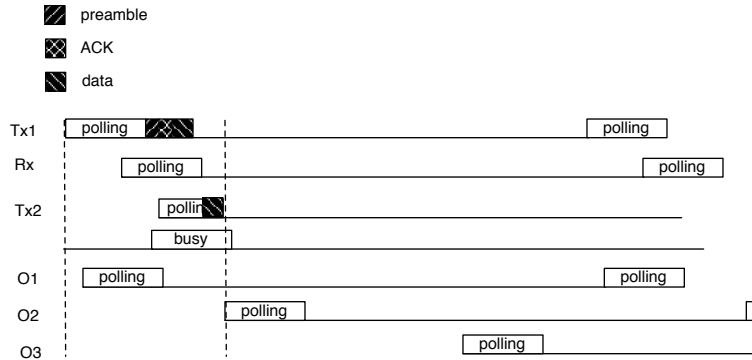 preamble
ACK
data
Tx1 polling polling
Rx polling polling
Tx2 pollin
busy
O1 polling polling
O2 polling
O3 polling